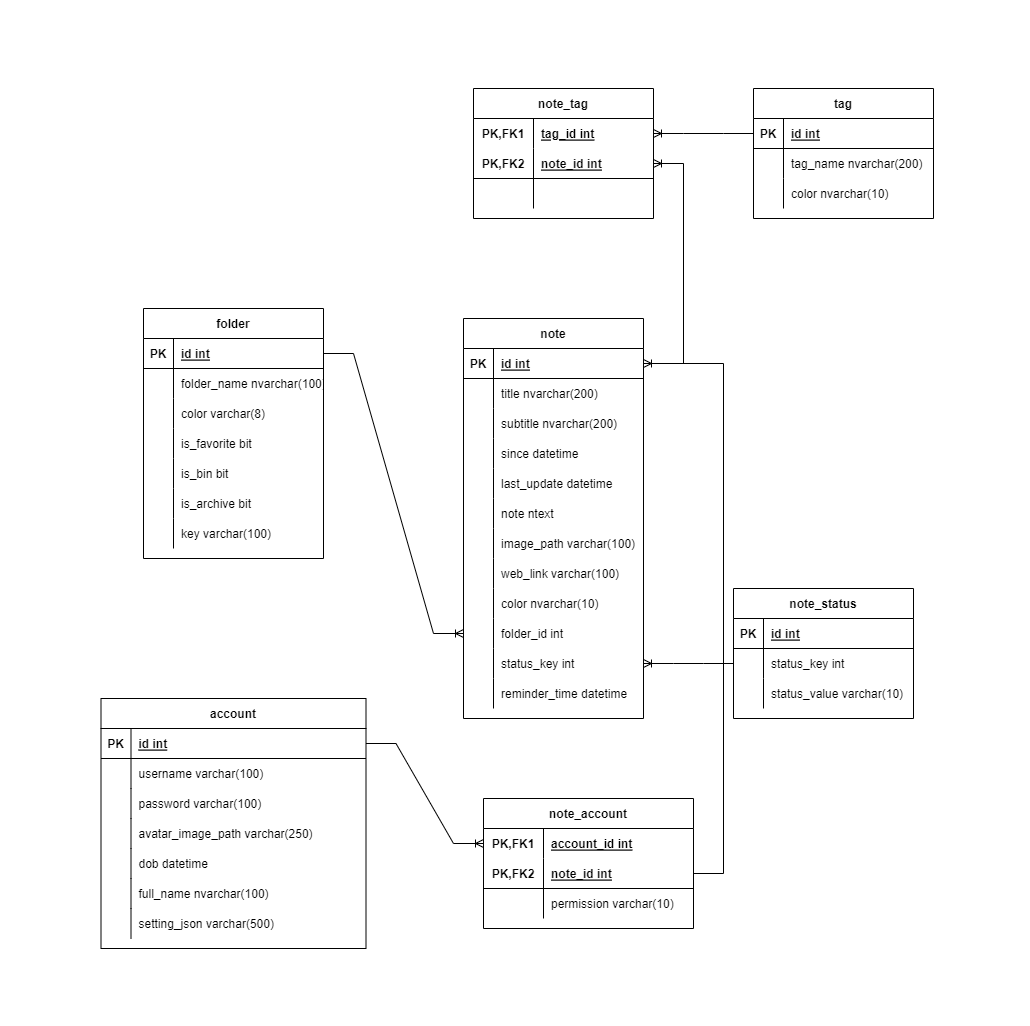 note_tag
PK,FK1 tag_id int
PK,FK2 note_id int
tag
PK id int
tag_name nvarchar(200)
color nvarchar(10)
folder
PK id int
folder_name nvarchar(100
color varchar(8)
is_favorite bit
is_bin bit
is_archive bit
key varchar(100)
note
PK id int
title nvarchar(200)
subtitle nvarchar(200)
since datetime
last_update datetime
note ntext
image_path varchar(100)
web_link varchar(100)
color nvarchar(10)
folder_id int
status_key int
reminder_time datetime
note_status
PK id int
status_key int
status_value varchar(10)
account
PK id int
username varchar(100)
password varchar(100)
avatar_image_path varchar(250)
dob datetime
full_name nvarchar(100)
setting_json varchar(500)
note_account
PK,FK1 account_id int
PK,FK2 note_id int
permission varchar(10)